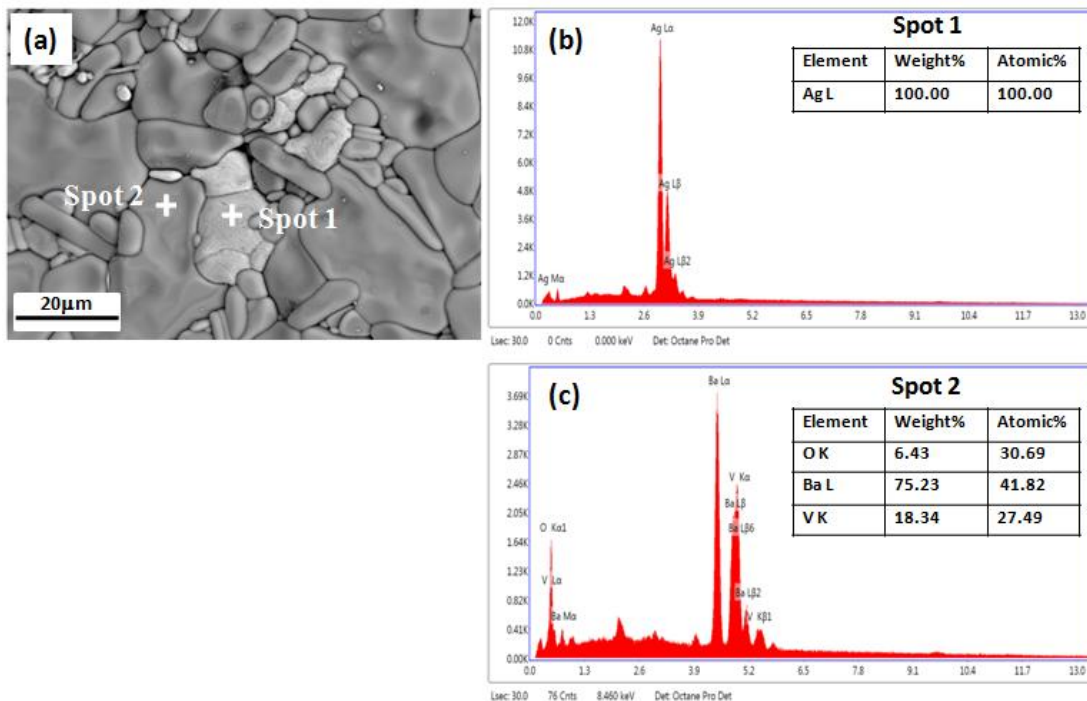 (a)
Spot 2
Spot 1
20µm
(b)
Spot 1
Element Weight% Atomic%
Ag L 100.00 100.00
12.0K
10.8K
9.6K
8.4K
7.2K
6.0K
4.8K
3.6K
2.4K
1.2K
0.0K
Ag Lα
Ag Lβ
Ag Lβ2
Ag Mα
0.0 1.3 2.6 3.9 5.2 6.5 7.8 9.1 10.4 11.7 13.0
Lsec: 30.0 0 Cnts 0.000 keV Det: Octane Pro Det
(c)
Spot 2
Element Weight% Atomic%
O K 6.43 30.69
Ba L 75.23 41.82
V K 18.34 27.49
3.69K
3.28K
2.87K
2.46K
2.05K
1.64K
1.23K
0.82K
0.41K
0.00K
Ba Lα
V Kα
Ba Lβ
Ba Lβ6
O Kα1
V Lα
Ba Mα
Ba Lβ2
V Kβ1
0.0 1.3 2.6 3.9 5.2 6.5 7.8 9.1 10.4 11.7 13.0
Lsec: 30.0 76 Cnts 8.460 keV Det: Octane Pro Det